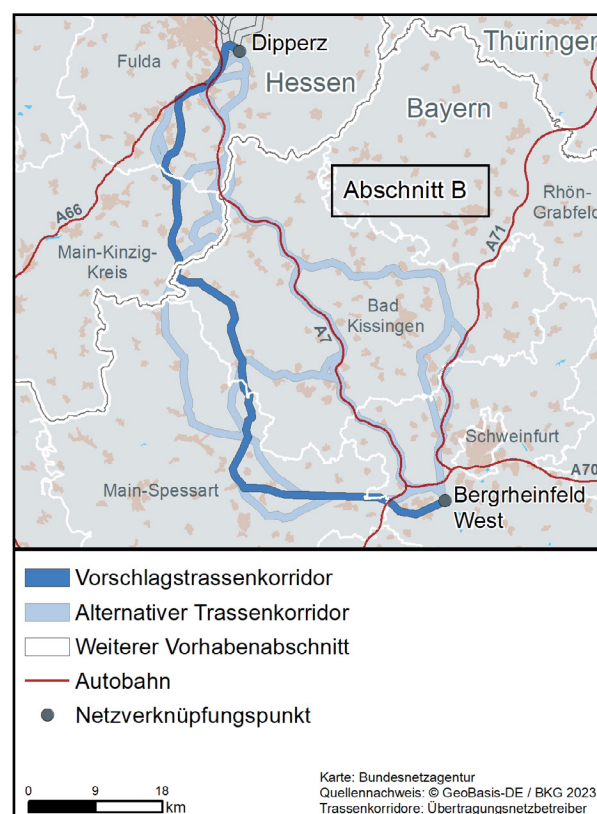 Dipperz
Thüringen
Fulda
Hessen
Bayern
Abschnitt B
Rhön-
Grabfeld
A66
A71
Main-Kinzig-
Kreis
Bad
Kissingen
A7
Schweinfurt
A70
Main-Spessart
Bergrheinfeld
West
Vorschlagstrassenkorridor
Alternativer Trassenkorridor
Weiterer Vorhabenabschnitt
Autobahn
Netzverknüpfungspunkt
0 9 18
km
Karte: Bundesnetzagentur
Quellennachweis: © GeoBasis-DE / BKG 2023
Trassenkorridore: Übertragungsnetzbetreiber